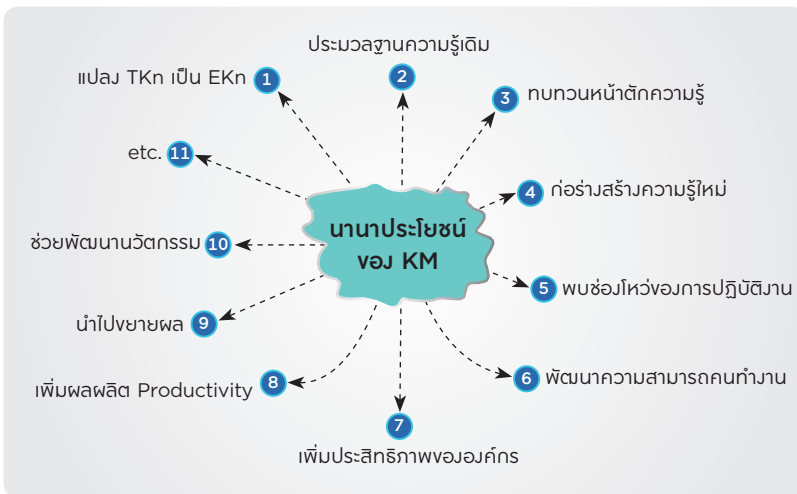 นานาประโยชน์
ของ KM
1 แปลง TKn เป็น EKn
2 ประมวลฐานความรู้เดิม
3 ทบทวนหน้าตักความรู้
4 ก่อร่างสร้างความรู้ใหม่
5 พบช่องโหว่ของการปฏิบัติงาน
6 พัฒนาความสามารถคนทำงาน
7 เพิ่มประสิทธิภาพขององค์กร
8 เพิ่มผลผลิต Productivity
9 นำไปขยายผล
10 ช่วยพัฒนานวัตกรรม
11 etc.